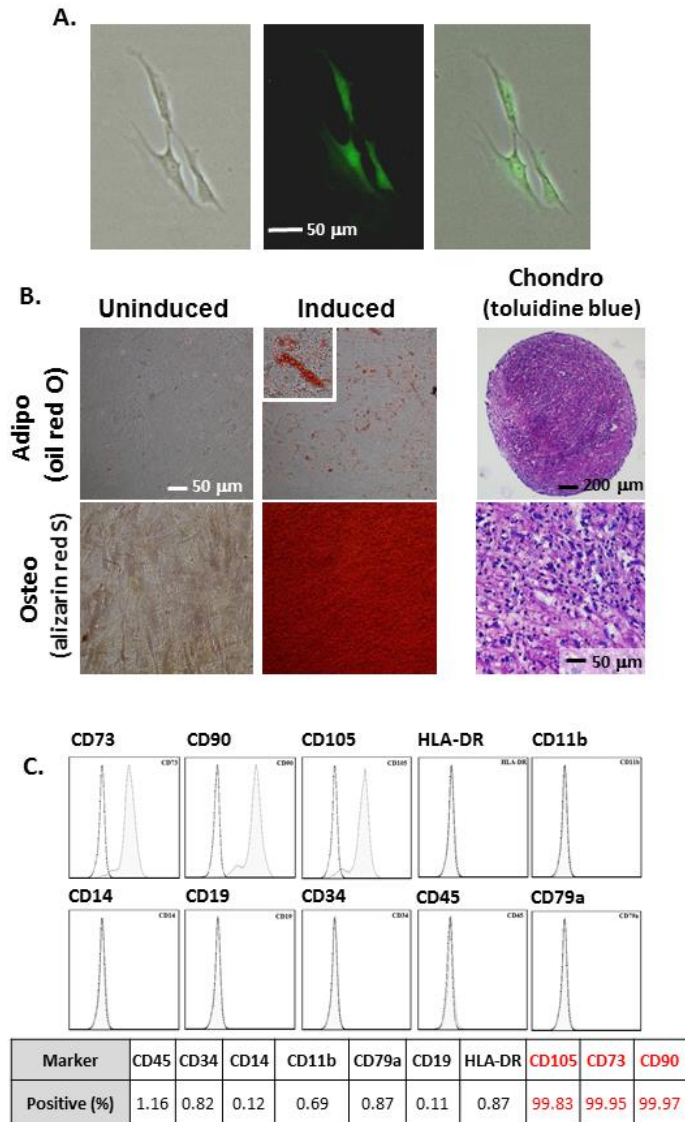 A.
50 μm
B.
Uninduced
Induced
Chondro
(toluidine blue)
Adipo
(oil red O)
50 μm
200 μm
Osteo
(alizarin red S)
50 μm
C.
CD73 CD90 CD105 HLA-DR CD11b
CD73 CD90 CD105 HLA-DR CD11b
CD14 CD19 CD34 CD45 CD79a
CD14 CD19 CD34 CD45 CD79a
Marker CD45 CD34 CD14 CD11b CD79a CD19 HLA-DR CD105 CD73 CD90
Positive (%) 1.16 0.82 0.12 0.69 0.87 0.11 0.87 99.83 99.95 99.97